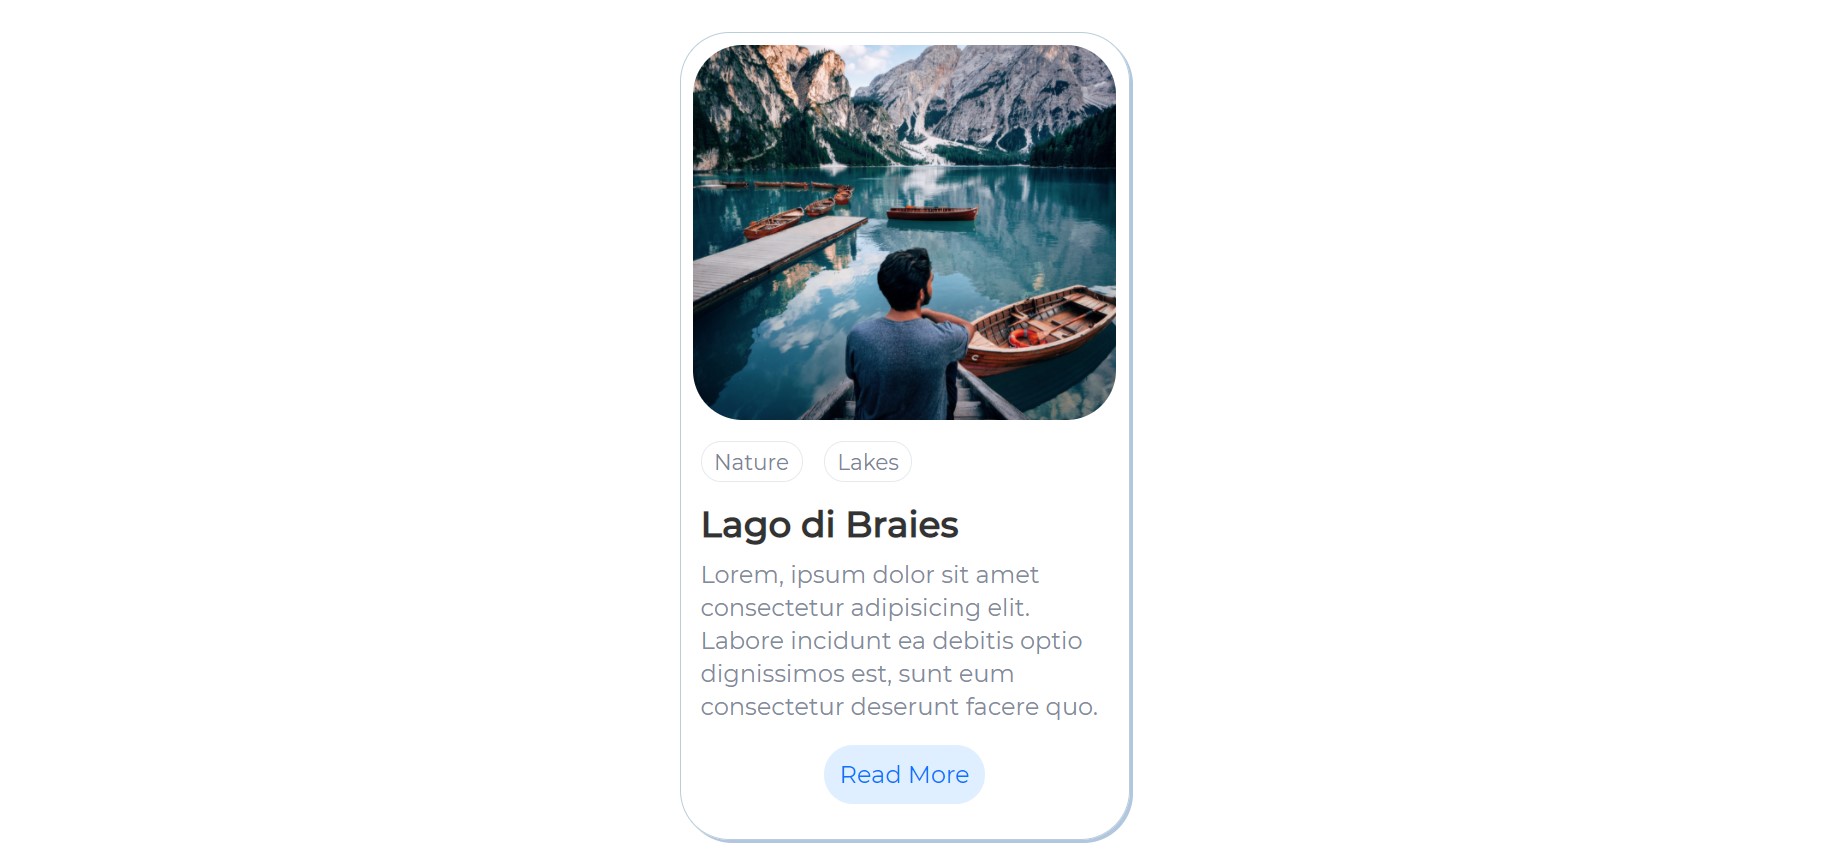 Nature Lakes
Lago di Braies
Lorem, ipsum dolor sit amet
consectetur adipisicing elit.
Labore incidunt ea debitis optio
dignissimos est, sunt eum
consectetur deserunt facere quo.
Read More